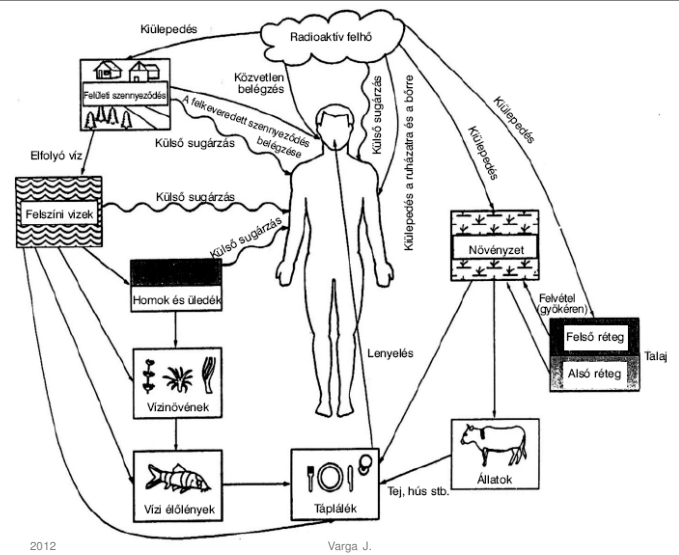 Radioaktív felhő
Kiülepedés
Felületi szennyeződés
Közvetlen
belégzés
A felkeveredett szennyeződés
belégzése
Külső sugárzás
Külső sugárzás
Kiülepedés a ruházatra és a bőrre
Kiülepedés
Kiülepedés
Elfolyó víz
Felszíni vizek
Külső sugárzás
Külső sugárzás
Homok és üledék
Növényzet
Felvétel
(gyökéren)
Felső réteg
Alsó réteg
Talaj
Lenyelés
Vízinövének
Vízi élőlények
Táplálék
Tej, hús stb.
Állatok
2012
Varga J.